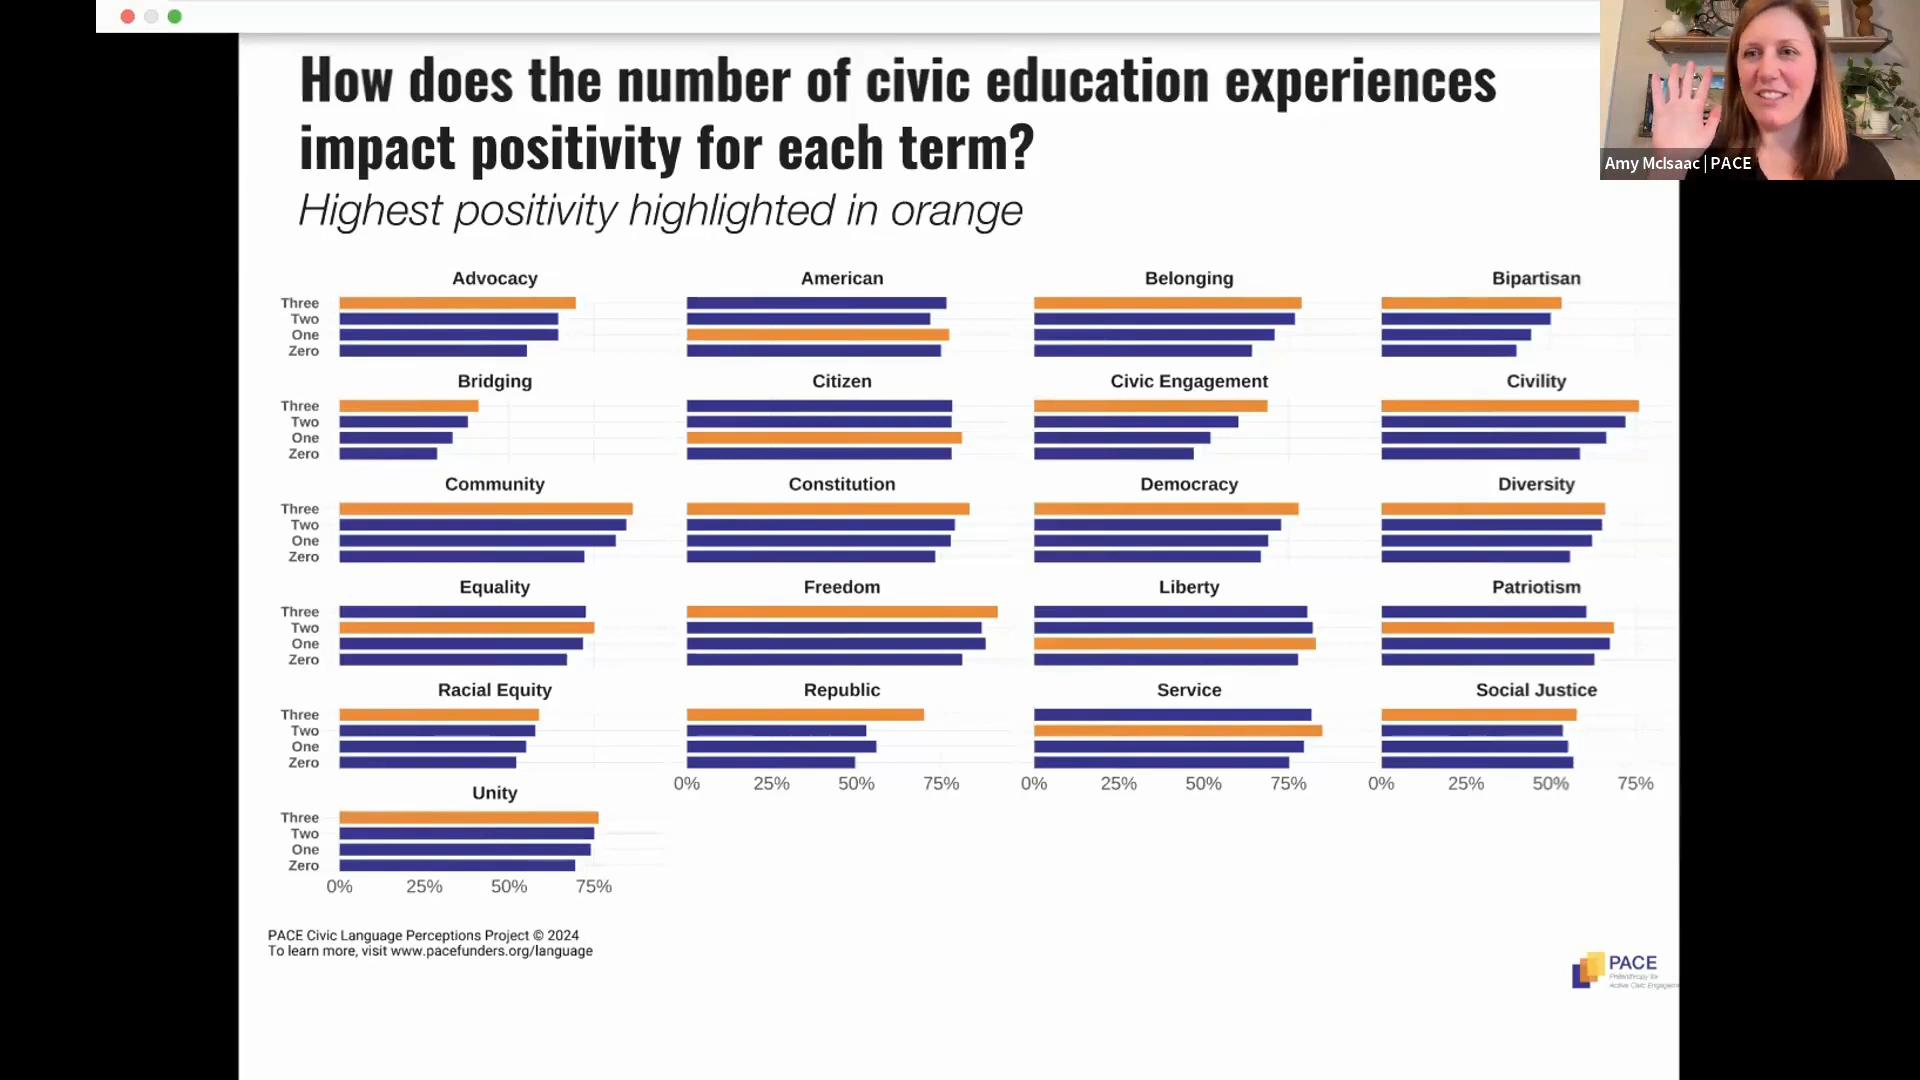 How does the number of civic education experiences
impact positivity for each term?
Highest positivity highlighted in orange
Amy McIsaac | PACE
Advocacy
American
Belonging
Bipartisan
Three
Two
One
Zero
Bridging
Citizen
Civic Engagement
Civility
Three
Two
One
Zero
Community
Constitution
Democracy
Diversity
Three
Two
One
Zero
Equality
Freedom
Liberty
Patriotism
Three
Two
One
Zero
Racial Equity
Republic
Service
Social Justice
Three
Two
One
Zero
0% 25% 50% 75%
0% 25% 50% 75%
0% 25% 50% 75%
Unity
Three
Two
One
Zero
0% 25% 50% 75%
PACE Civic Language Perceptions Project © 2024
To learn more, visit www.pacefunders.org/language
PACE
Philanthropy for
Active Civic Engagem